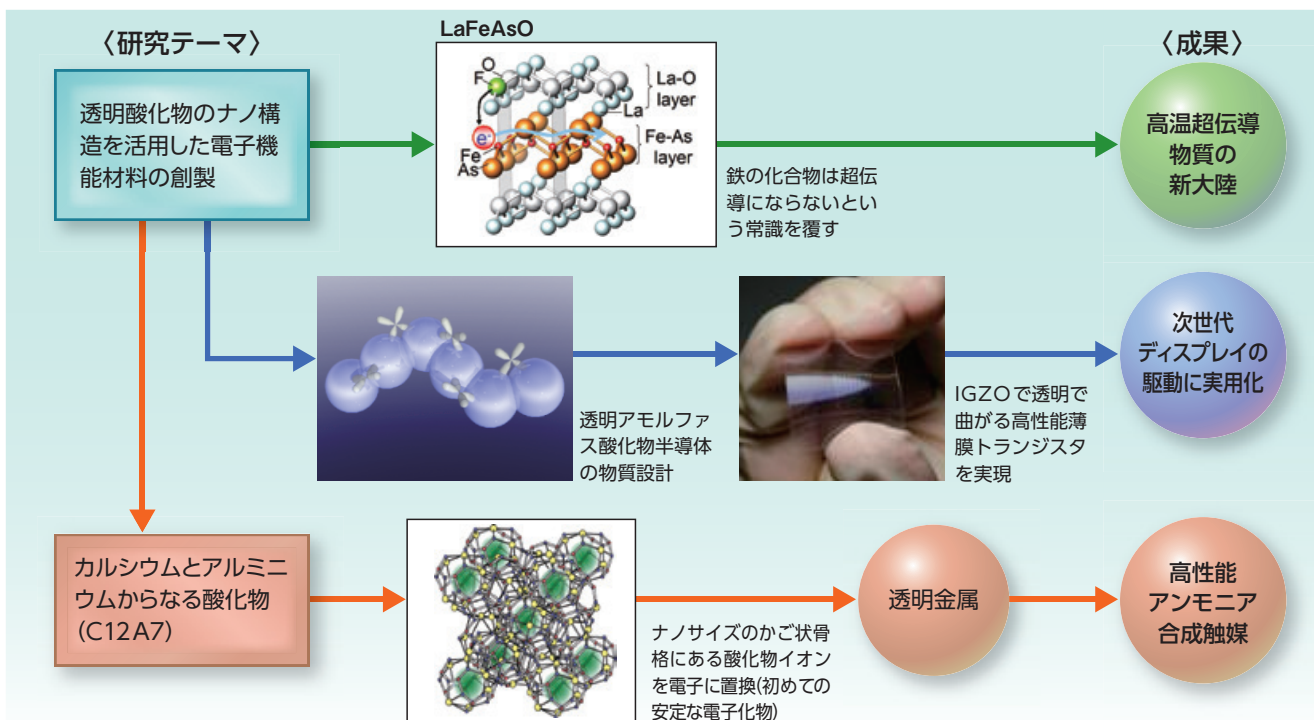 〈研究テーマ〉
透明酸化物のナノ構
造を活用した電子機
能材料の創製
LaFeAsO
O
F
e-
Fe
As
La
La-O
layer
Fe-As
layer
鉄の化合物は超伝
導にならないとい
う常識を覆す
〈成果〉
高温超伝導
物質の
新大陸
透明アモルファ
ス酸化物半導体
の物質設計
IGZOで透明で
曲がる高性能薄
膜トランジスタ
を実現
次世代
ディスプレイの
駆動に実用化
カルシウムとアルミニ
ウムからなる酸化物
(C12A7)
ナノサイズのかご状骨
格にある酸化物イオン
を電子に置換(初めての
安定な電子化物)
透明金属
高性能
アンモニア
合成触媒